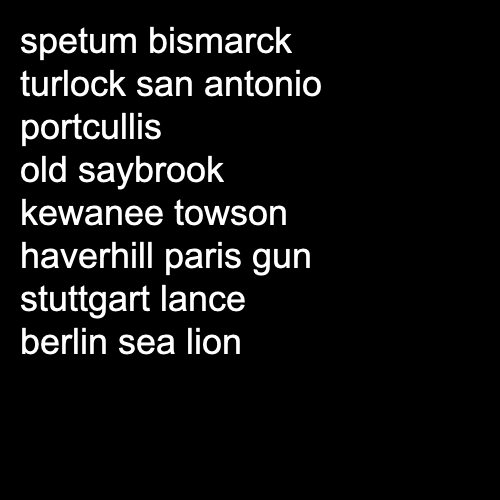 spetum bismarck
turlock san antonio
portcullis
old saybrook
kewanee towson
haverhill paris gun
stuttgart lance
berlin sea lion